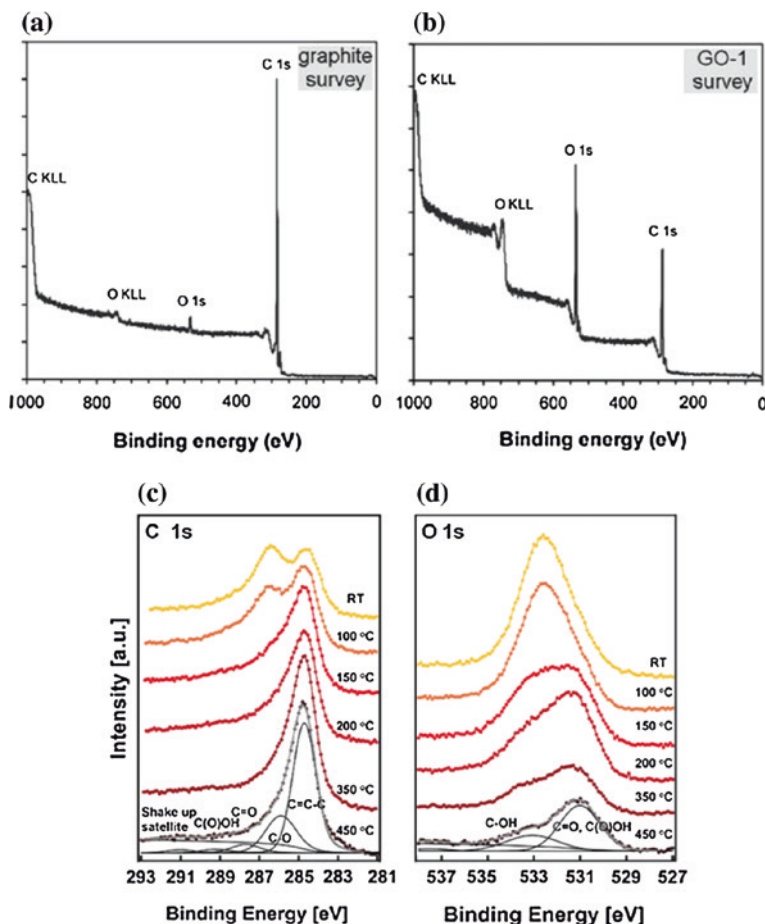 (a)
graphite
survey
C 1s
C KLL
O KLL
O 1s
1000 800 600 400 200 0
Binding energy (eV)
(b)
GO-1
survey
C KLL
O KLL
O 1s
C 1s
1000 800 600 400 200 0
Binding energy (eV)
(c)
C 1s
RT
100 °C
150 °C
200 °C
350 °C
450 °C
Shake up
satellite
C(O)OH
C=O
C=C-C
C-O
Intensity [a.u.]
293 291 289 287 285 283 281
Binding Energy [eV]
(d)
O 1s
RT
100 °C
150 °C
200 °C
350 °C
450 °C
C-OH
C=O, C(O)OH
537 535 533 531 529 527
Binding Energy [eV]